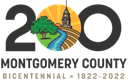 200
MONTGOMERY COUNTY
BICENTENNIAL • 1822-2022